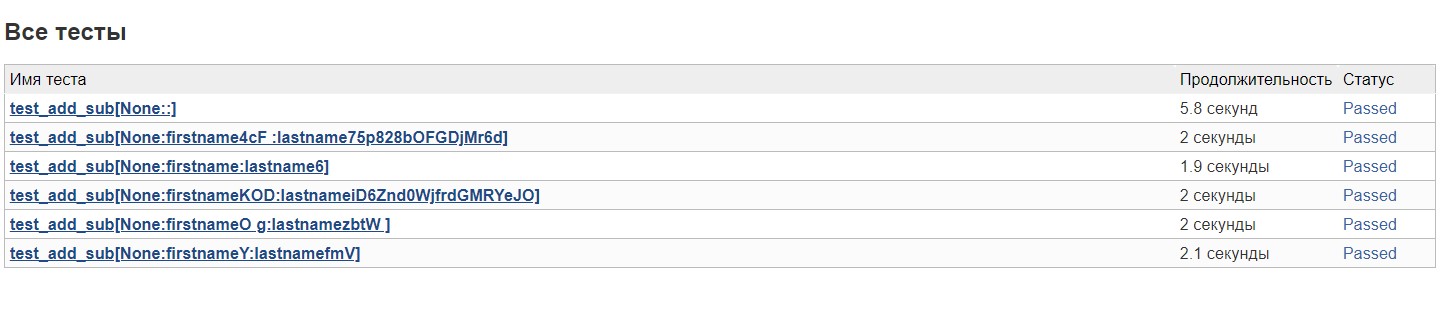 Все тесты
Имя теста Продолжительность Статус
test_add_sub[None::] 5.8 секунд Passed
test_add_sub[None:firstname4cF :lastname75p828bOFGDjMr6d] 2 секунды Passed
test_add_sub[None:firstname:lastname6] 1.9 секунды Passed
test_add_sub[None:firstnameKOD:lastnameiD6Znd0WjfrdGMRYeJO] 2 секунды Passed
test_add_sub[None:firstnameO g:lastnamezbtW ] 2 секунды Passed
test_add_sub[None:firstnameY:lastnamefmV] 2.1 секунды Passed